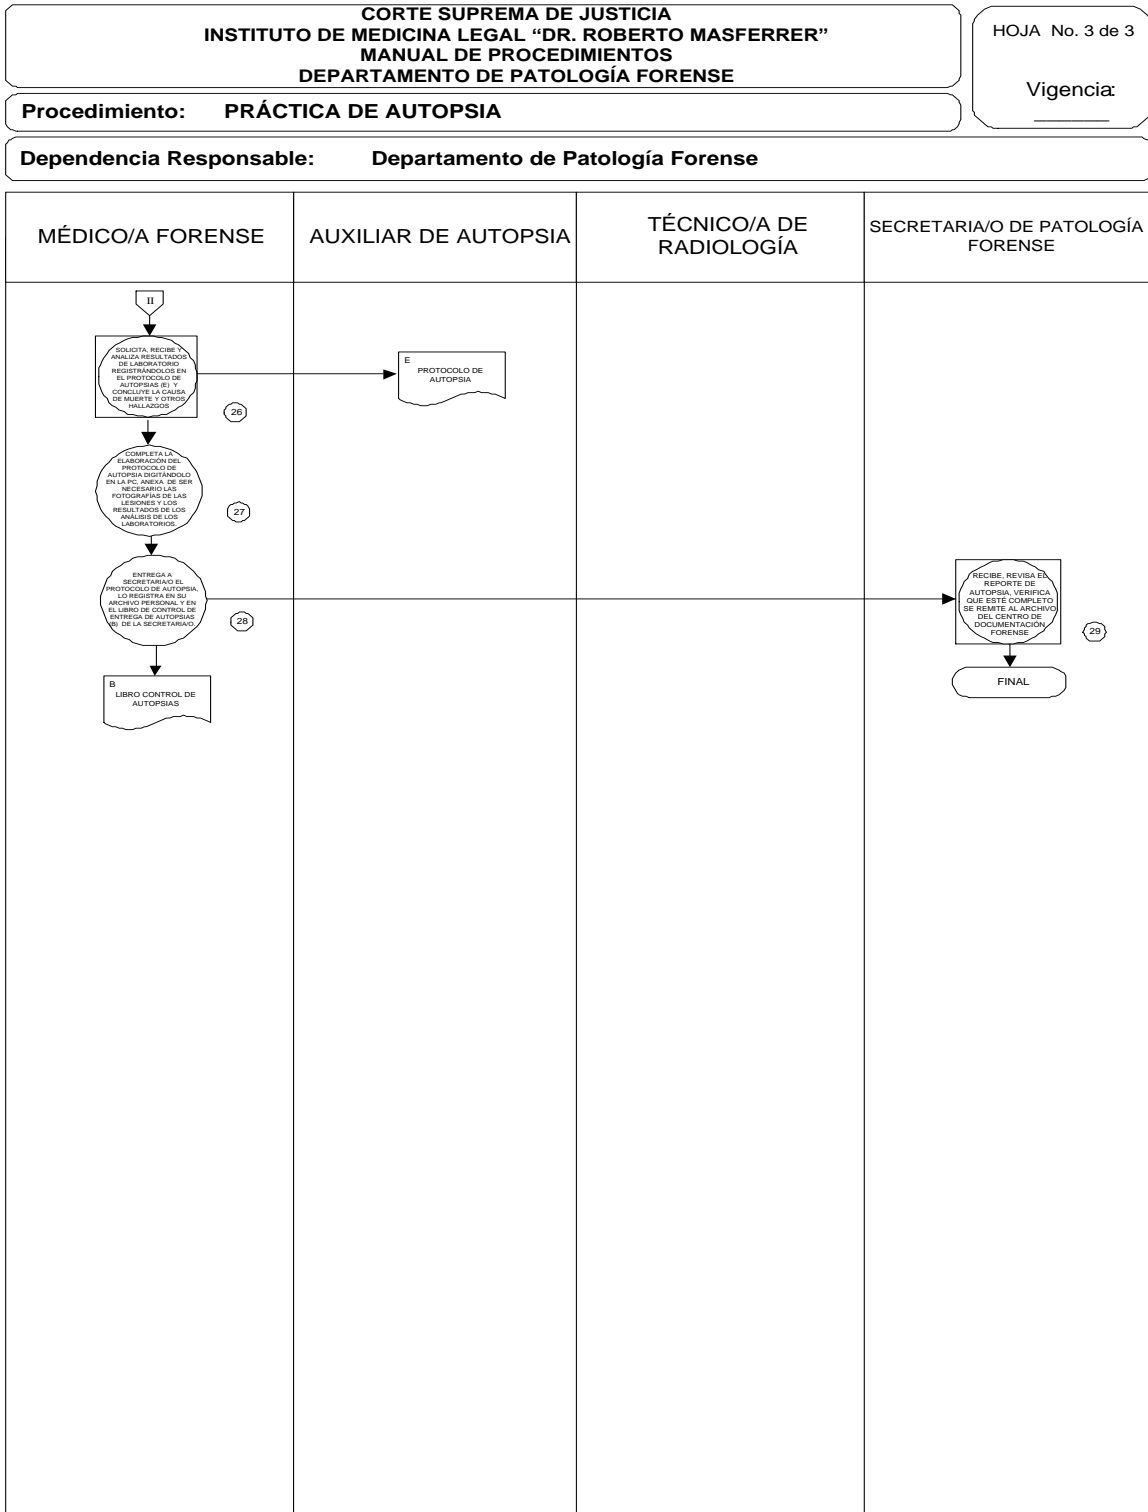 CORTE SUPREMA DE JUSTICIA
INSTITUTO DE MEDICINA LEGAL “DR. ROBERTO MASFERRER”
MANUAL DE PROCEDIMIENTOS
DEPARTAMENTO DE PATOLOGÍA FORENSE
HOJA No. 3 de 3
Vigencia:
________
Procedimiento: PRÁCTICA DE AUTOPSIA
Dependencia Responsable: Departamento de Patología Forense
MÉDICO/A FORENSE
AUXILIAR DE AUTOPSIA
TÉCNICO/A DE
RADIOLOGÍA
SECRETARIA/O DE PATOLOGÍA
FORENSE
II
SOLICITA, RECIBE Y
ANALIZA RESULTADOS
DE LABORATORIO
REGISTRÁNDOLOS EN
EL PROTOCOLO DE
AUTOPSIAS (E) Y
CONCLUYE LA CAUSA
DE MUERTE Y OTROS
HALLAZGOS
26
E
PROTOCOLO DE
AUTOPSIA
COMPLETA LA
ELABORACIÓN DEL
PROTOCOLO DE
AUTOPSIA DIGITÁNDOLO
EN LA PC, ANEXA DE SER
NECESARIO LAS
FOTOGRAFÍAS DE LAS
LESIONES Y LOS
RESULTADOS DE LOS
ANÁLISIS DE LOS
LABORATORIOS.
27
ENTREGA A
SECRETARIA/O EL
PROTOCOLO DE AUTOPSIA,
LO REGISTRA EN SU
ARCHIVO PERSONAL Y EN
EL LIBRO DE CONTROL DE
ENTREGA DE AUTOPSIAS
(B) DE LA SECRETARIA/O.
28
RECIBE, REVISA EL
REPORTE DE
AUTOPSIA, VERIFICA
QUE ESTÉ COMPLETO
SE REMITE AL ARCHIVO
DEL CENTRO DE
DOCUMENTACIÓN
FORENSE
29
B
LIBRO CONTROL DE
AUTOPSIAS
FINAL